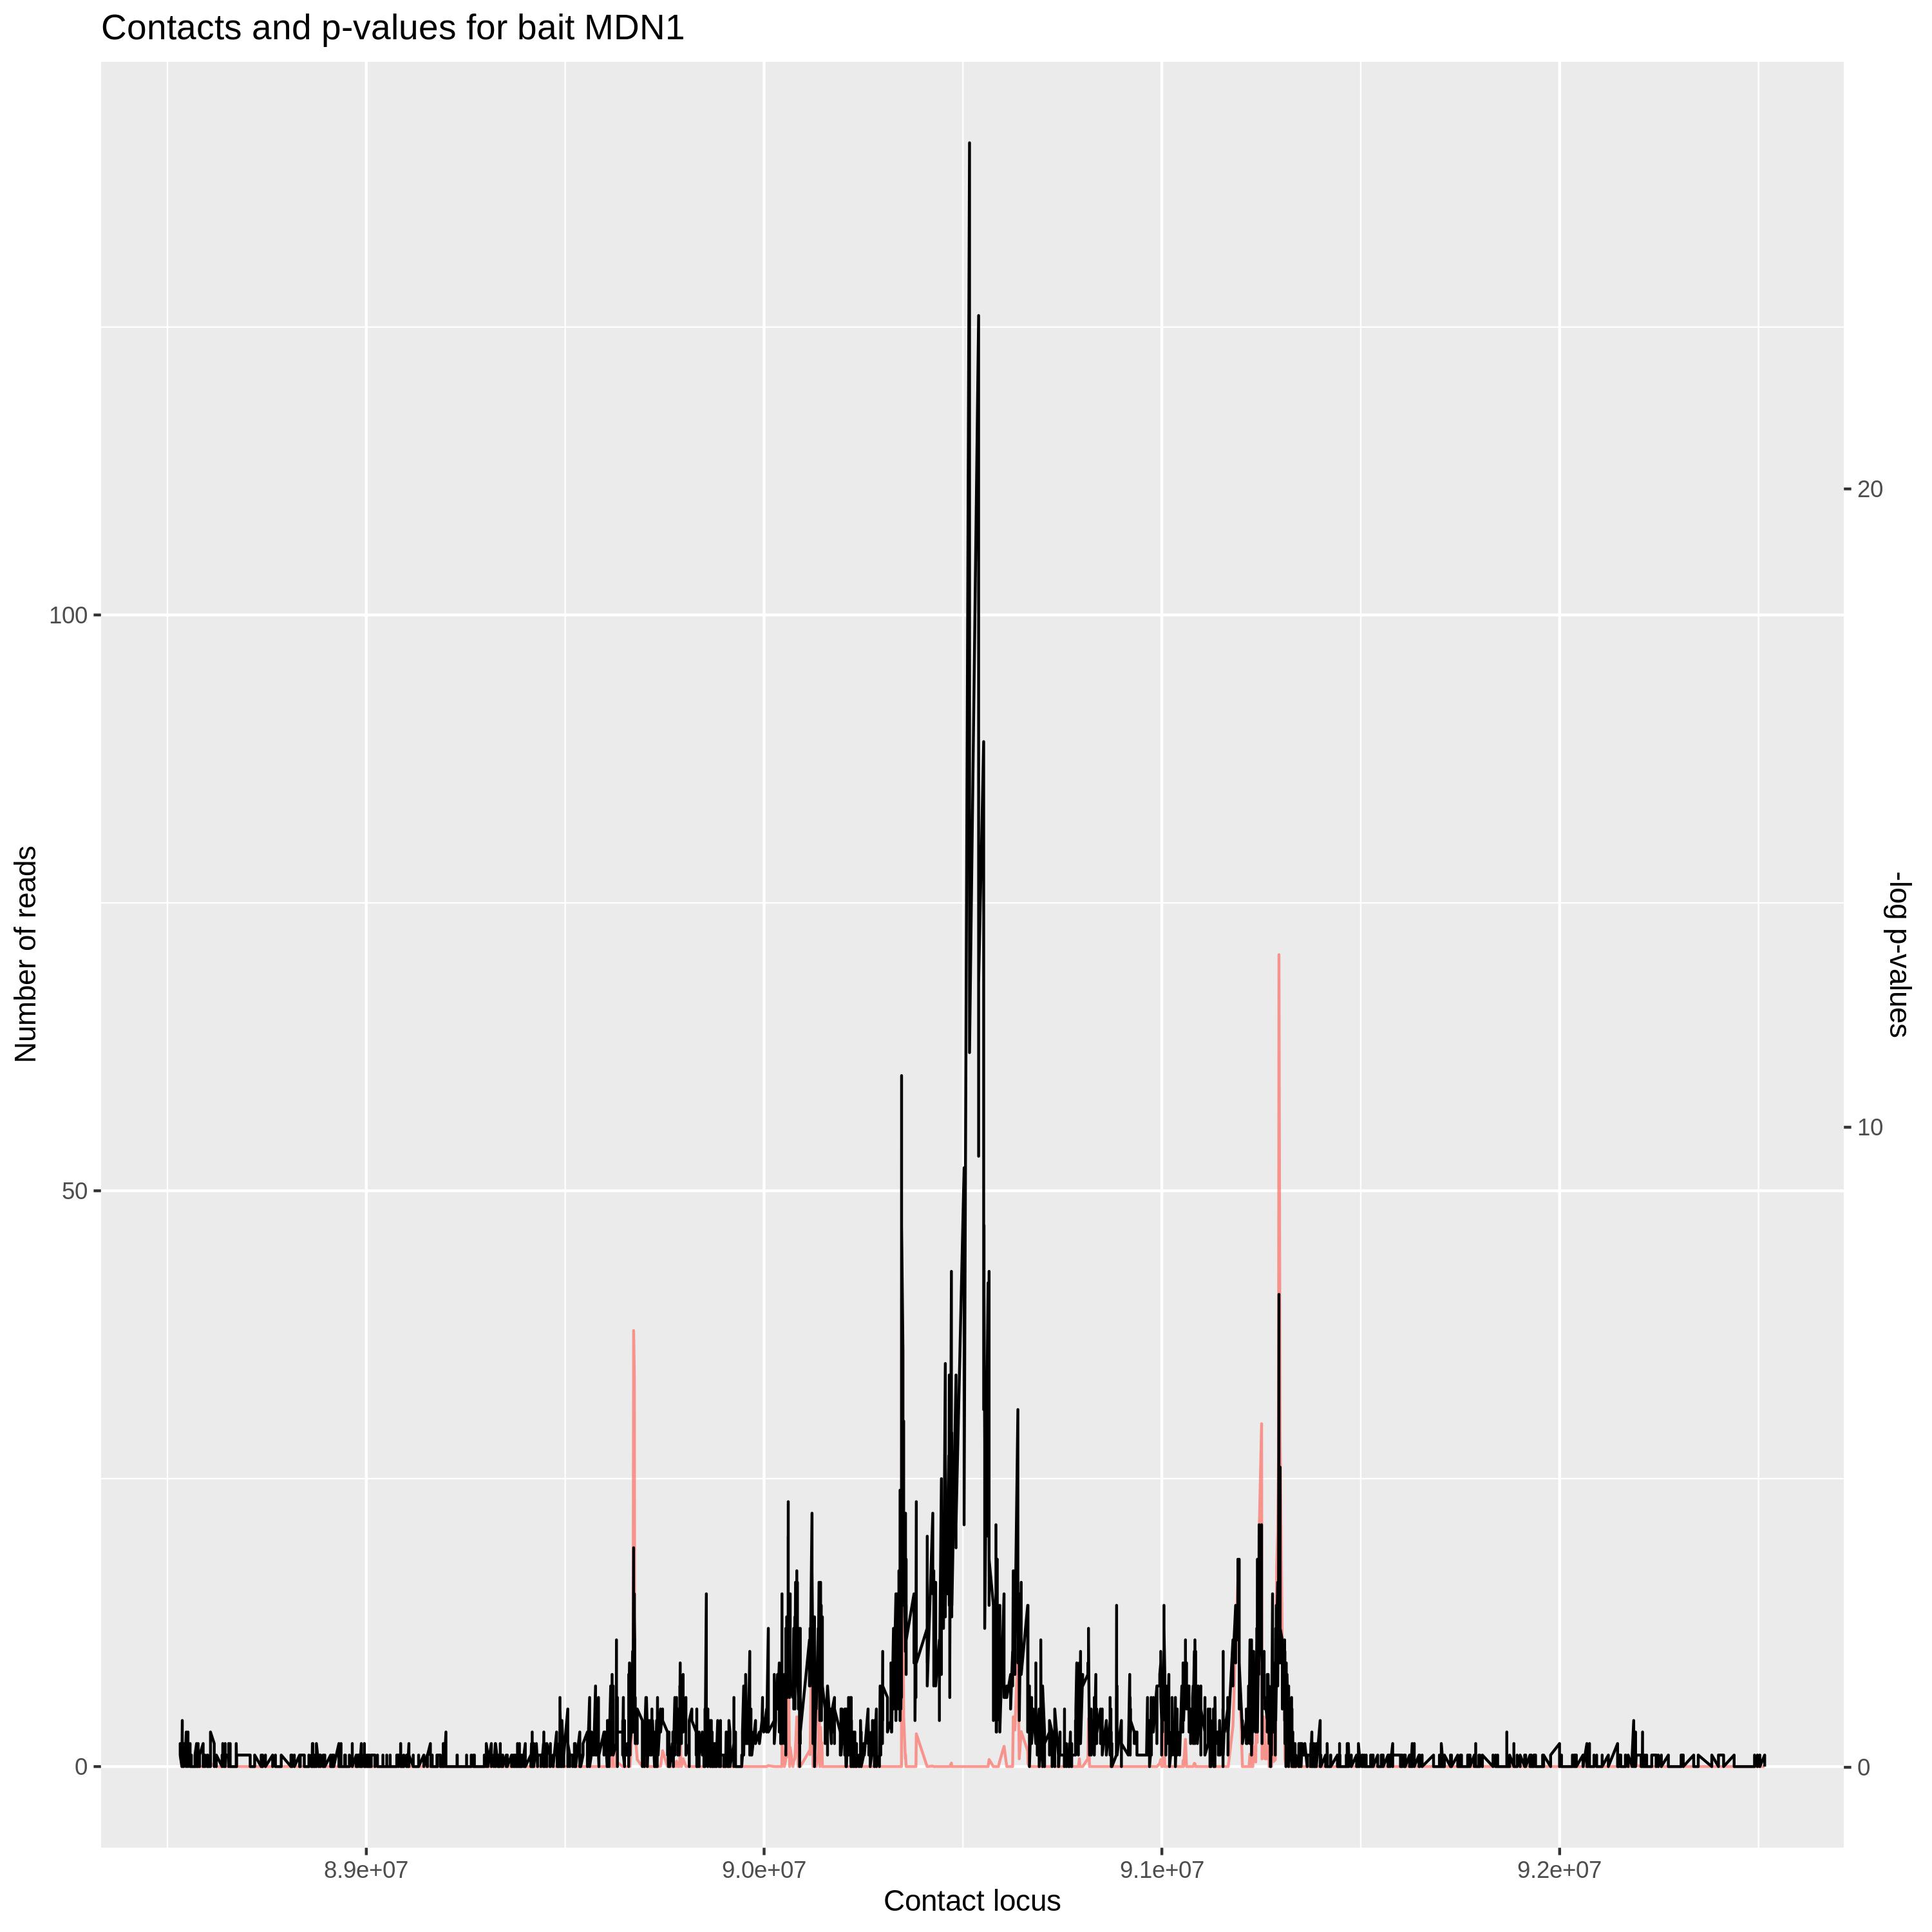 Contacts and p-values for bait MDN1
Number of reads
100
50
0
20
10
0
-log p-values
8.9e+07
9.0e+07
9.1e+07
9.2e+07
Contact locus